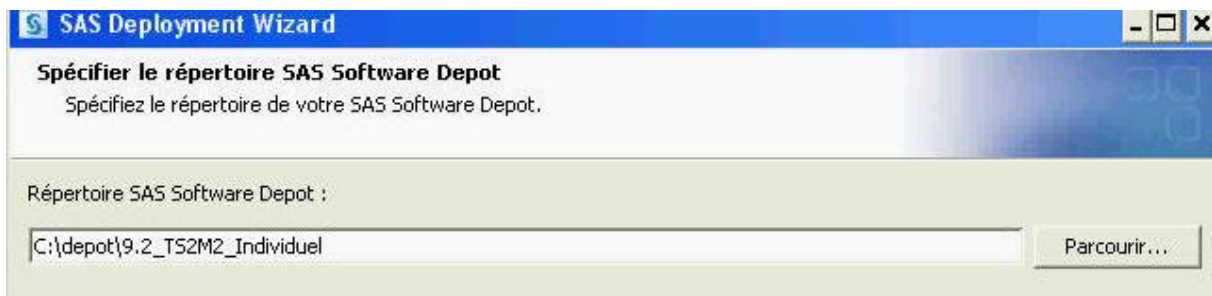 SAS Deployment Wizard
Spécifier le répertoire SAS Software Depot
Spécifiez le répertoire de votre SAS Software Depot.
Répertoire SAS Software Depot :
C:\depot\9.2_TS2M2_Individuel
Parcourir...